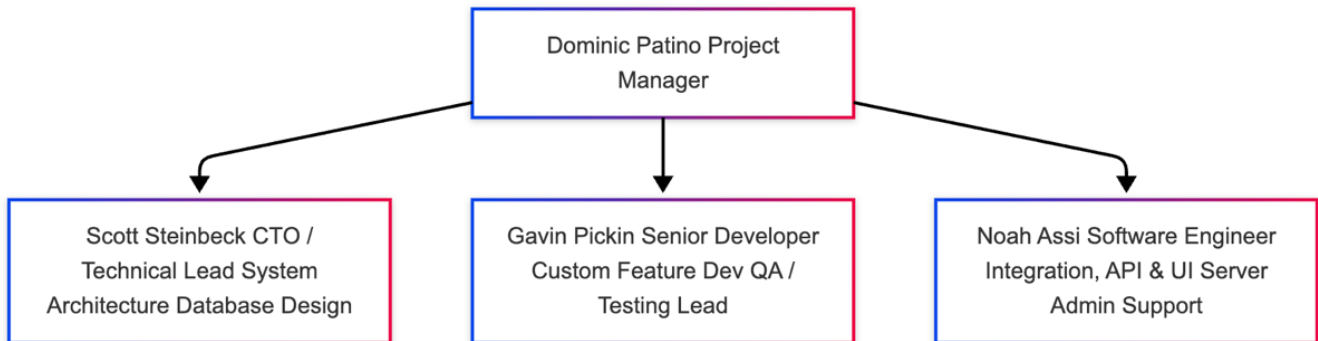 Dominic Patino Project
Manager
Scott Steinbeck CTO /
Technical Lead System
Architecture Database Design
Gavin Pickin Senior Developer
Custom Feature Dev QA /
Testing Lead
Noah Assi Software Engineer
Integration, API & UI Server
Admin Support